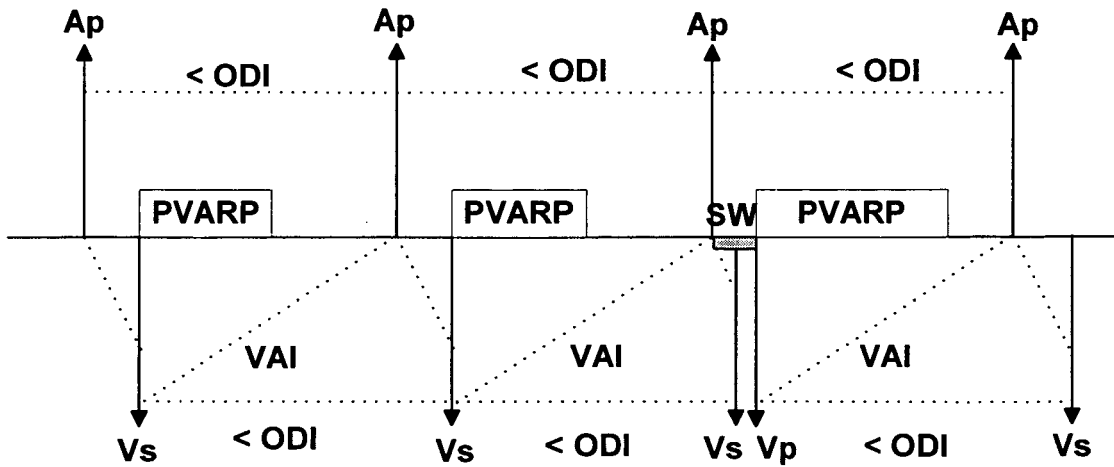 Ap Ap Ap Ap
< ODI < ODI < ODI
PVARP PVARP SW PVARP
VAI VAI VAI
Vs < ODI Vs < ODI Vs Vp < ODI Vs